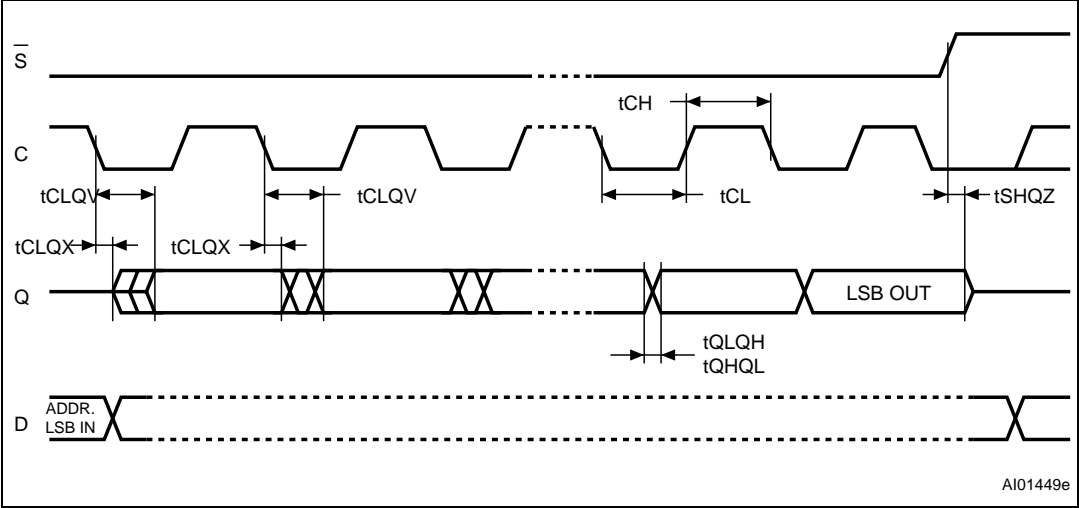 S̅
tCH
C
tCLQV
tCLQV
tCL
tSHQZ
tCLQX
tCLQX
Q
LSB OUT
tQLQH
tQHQL
D
ADDR.
LSB IN
AI01449e